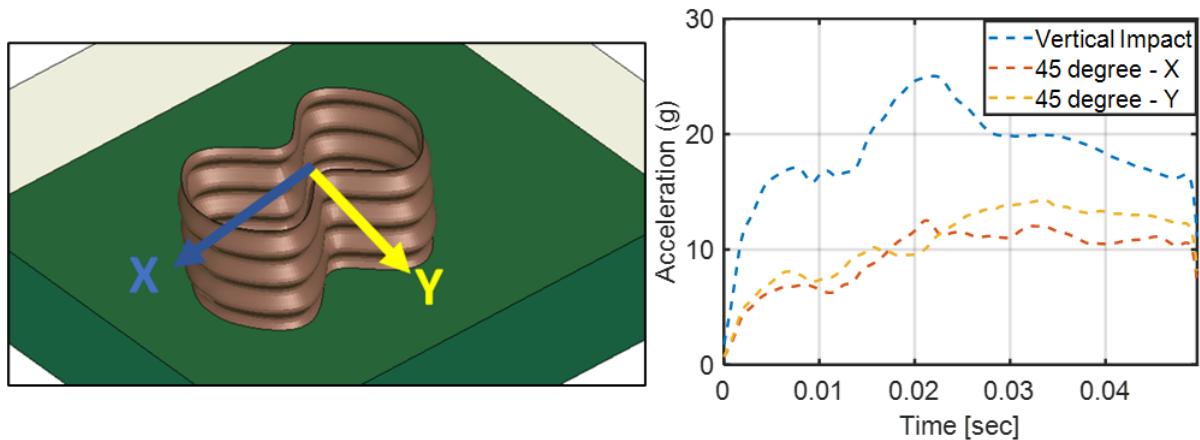 X
Y
Acceleration (g)
30
20
10
0
Vertical Impact
45 degree - X
45 degree - Y
0
0.01
0.02
0.03
0.04
Time [sec]